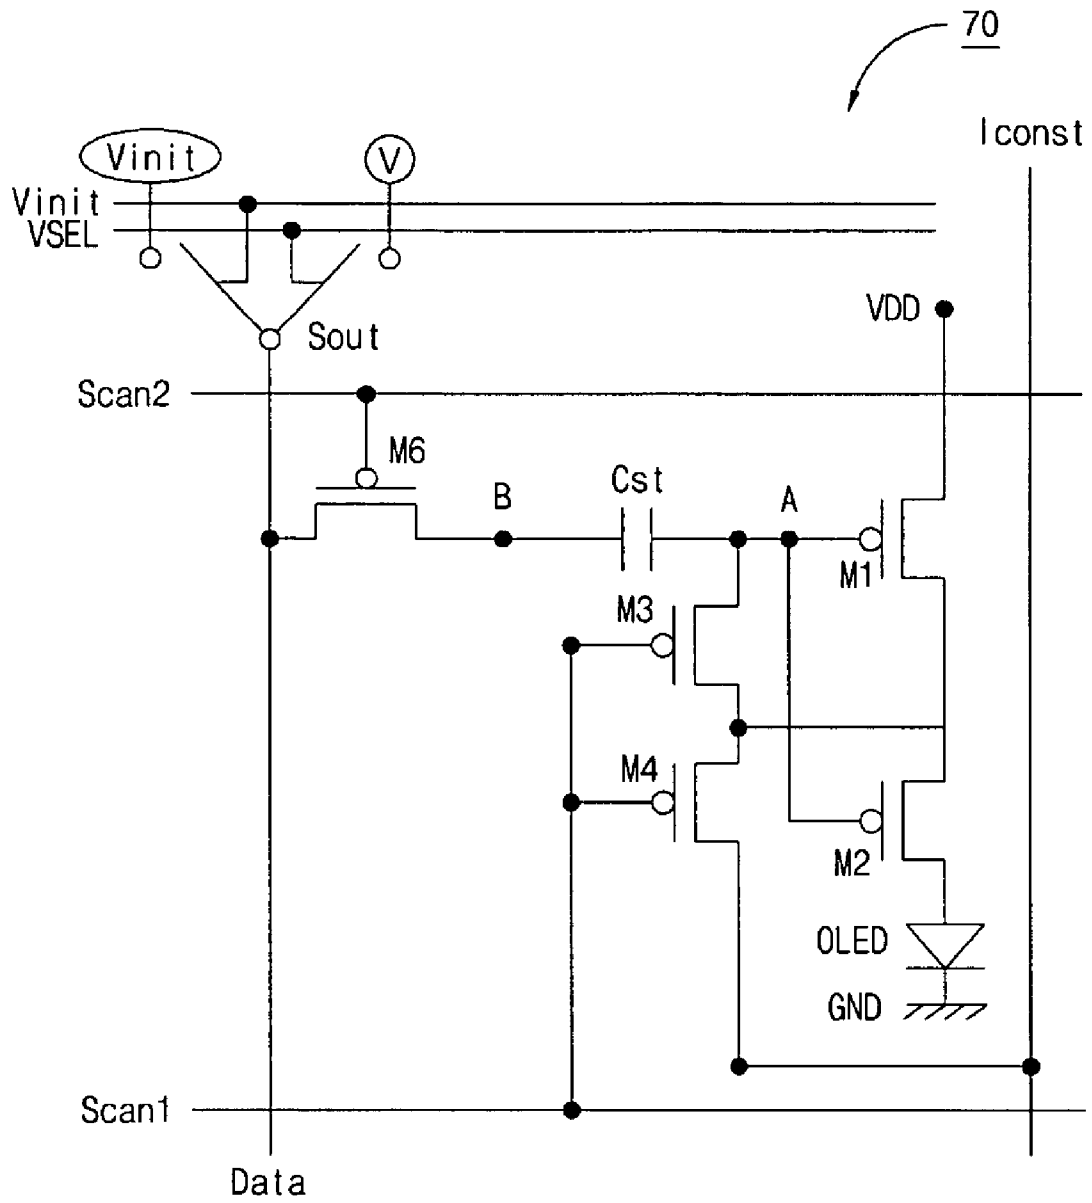 70
Iconst
Vinit
V
Vinit
VSEL
VDD
Sout
Scan2
M6
Cst
B
A
M1
M3
M4
M2
OLED
GND
Scan1
Data